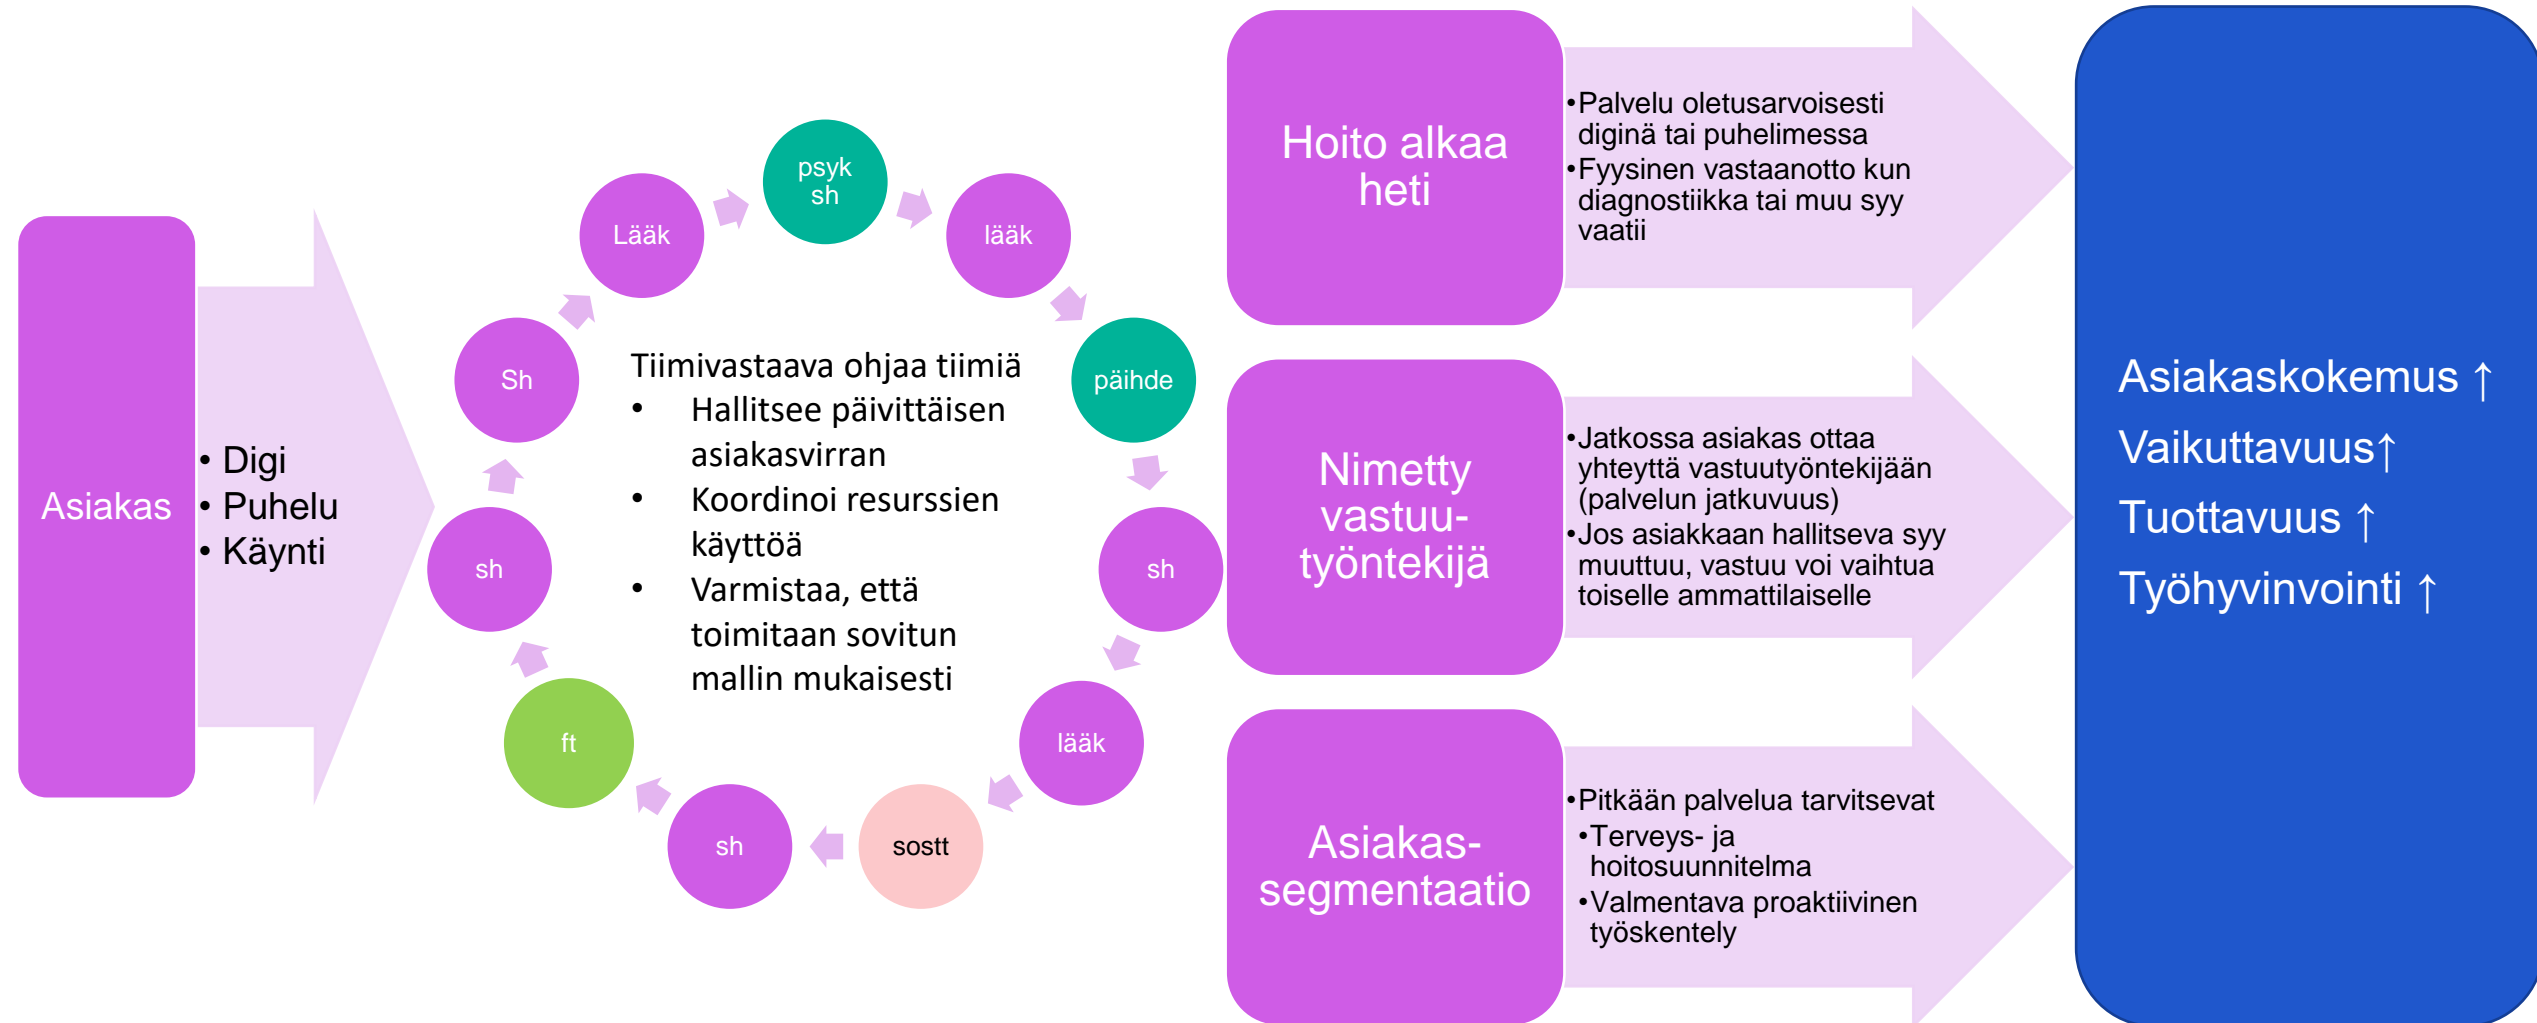 Asiakas
• Digi
• Puhelu
• Käynti
psyk
sh
lääk
päihde
sh
lääk
sostt
sh
ft
sh
Sh
Lääk
Tiimivastaava ohjaa tiimiä
• Hallitsee päivittäisen
asiakasvirran
• Koordinoi resurssien
käyttöä
• Varmistaa, että
toimitaan sovitun
mallin mukaisesti
Hoito alkaa
heti
•Palvelu oletusarvoisesti
diginä tai puhelimessa
•Fyysinen vastaanotto kun
diagnostiikka tai muu syy
vaatii
Nimetty
vastuu-
työntekijä
•Jatkossa asiakas ottaa
yhteyttä vastuutyöntekijään
(palvelun jatkuvuus)
•Jos asiakkaan hallitseva syy
muuttuu, vastuu voi vaihtua
toiselle ammattilaiselle
Asiakas-
segmentaatio
•Pitkään palvelua tarvitsevat
•Terveys- ja
hoitosuunnitelma
•Valmentava proaktiivinen
työskentely
Asiakaskokemus ↑
Vaikuttavuus↑
Tuottavuus ↑
Työhyvinvointi ↑